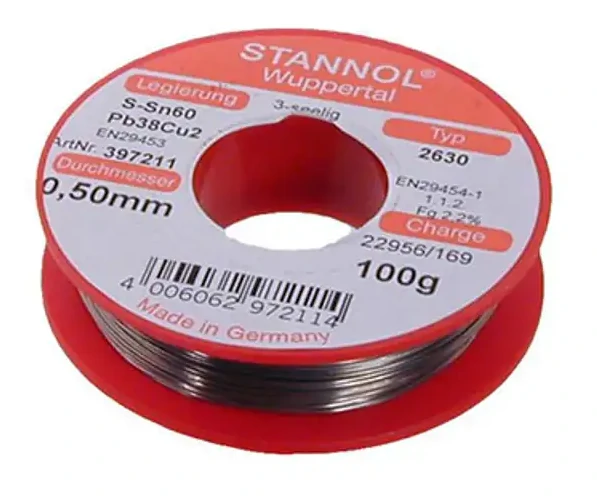 STANNOL®
Wuppertal
Legierung
S-Sn60
Pb38Cu2
EN29453
ArtNr. 397211
Durchmesser
0,50mm
3-seelig
Typ
2630
EN29454-1
1.1.2.
Fg.2,2%
Charge
22956/169
100g
4 006062 972114
Made in Germany